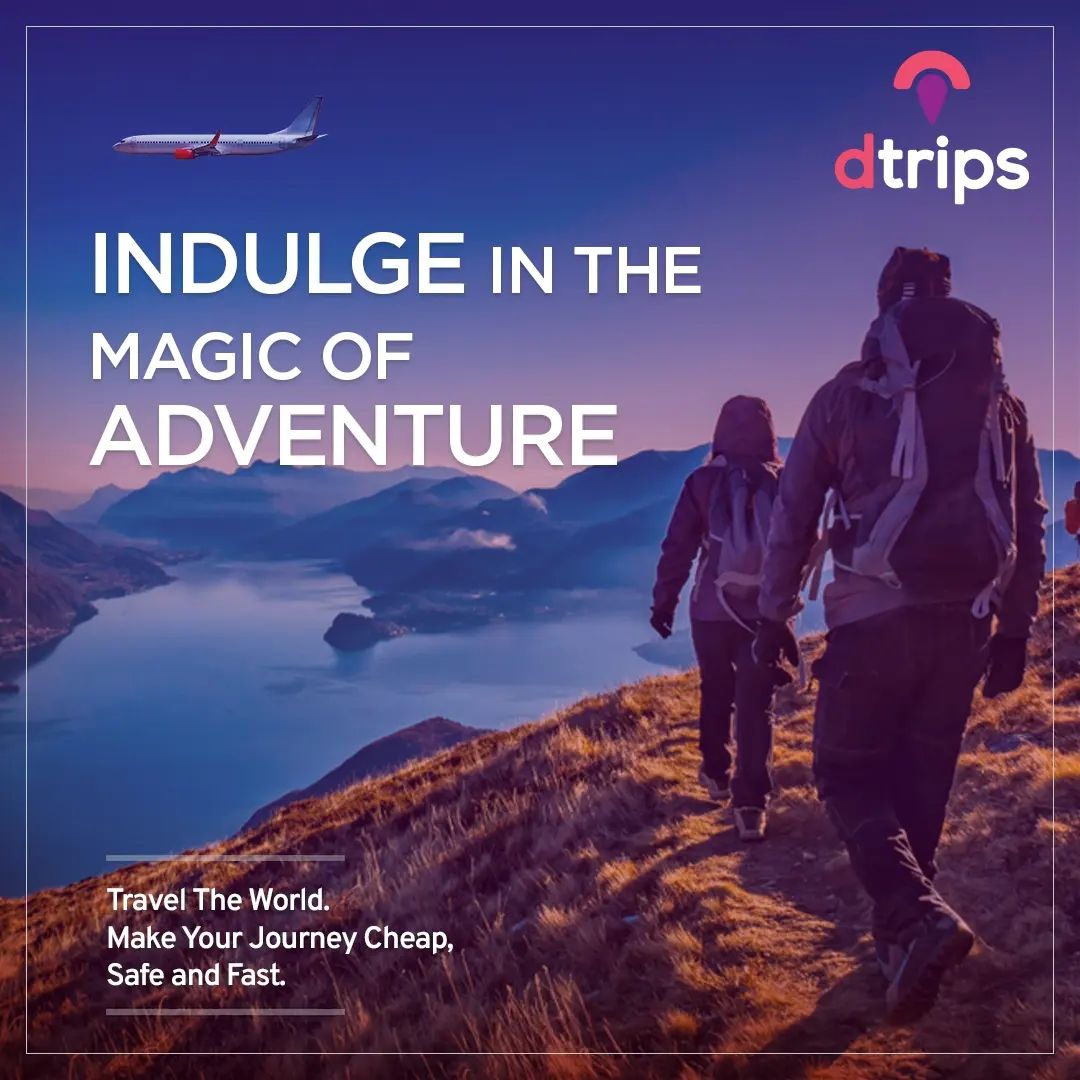 dtrips
INDULGE IN THE
MAGIC OF
ADVENTURE
Travel The World.
Make Your Journey Cheap,
Safe and Fast.